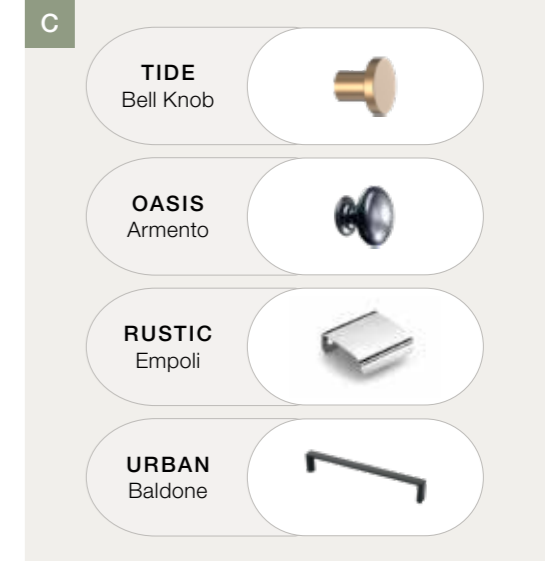 C
TIDE
Bell Knob
OASIS
Armento
RUSTIC
Empoli
URBAN
Baldone